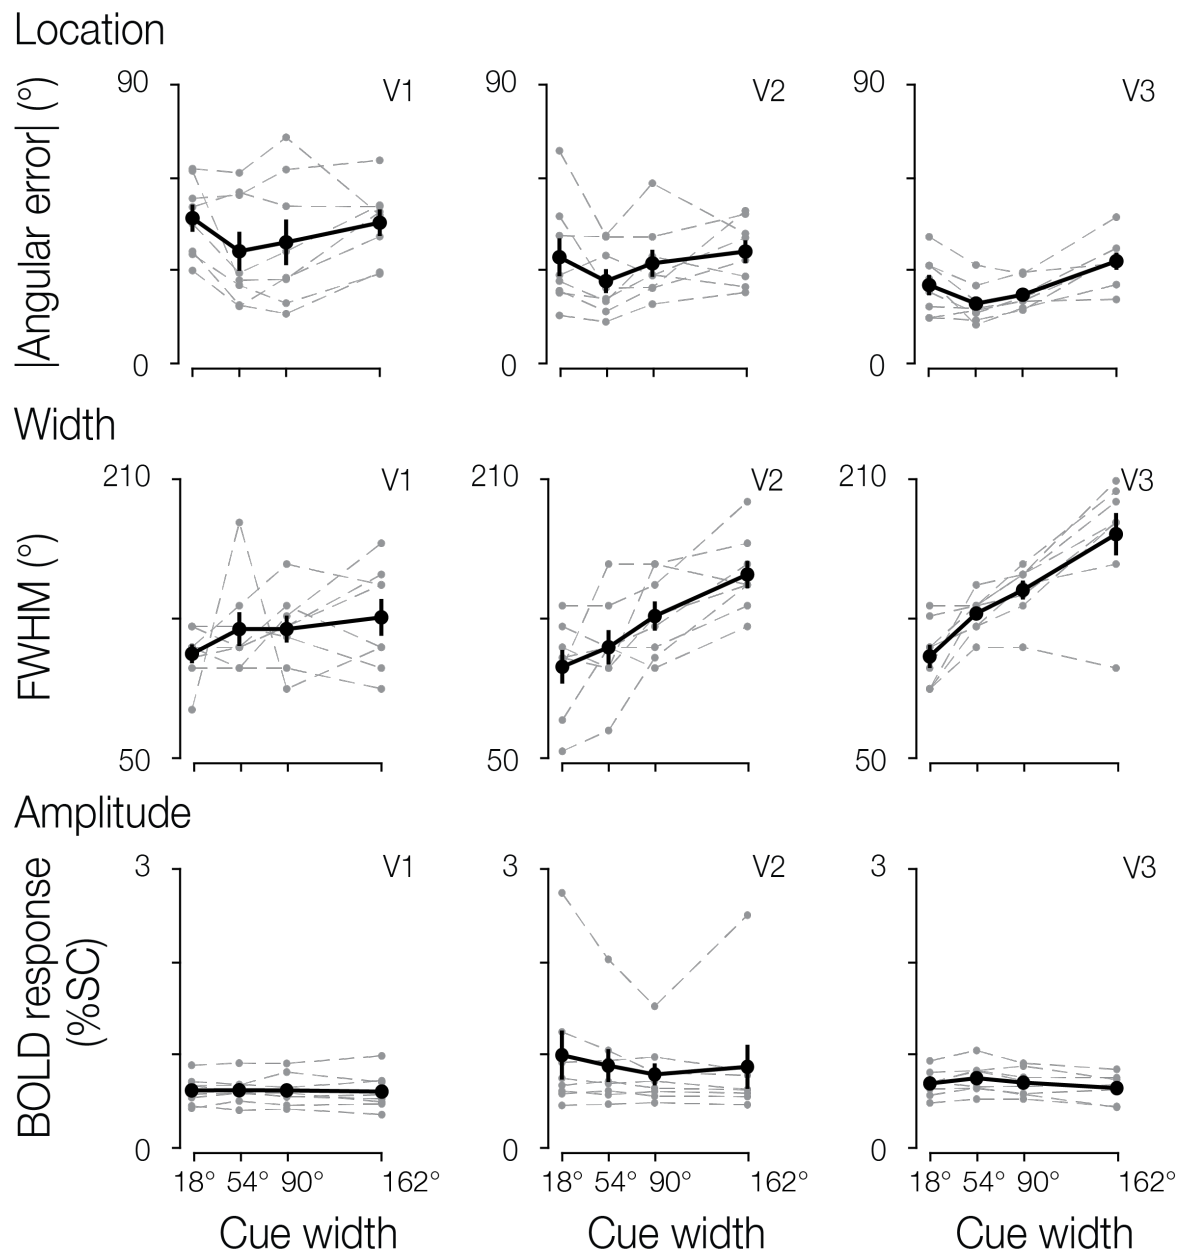 Location
|Angular error| (°)
90
V1
0
90
V2
0
90
V3
0
Width
FWHM (°)
210
V1
50
210
V2
50
210
V3
50
Amplitude
BOLD response
(%SC)
3
V1
0
3
V2
0
3
V3
0
18° 54° 90° 162°
18° 54° 90° 162°
18° 54° 90° 162°
Cue width
Cue width
Cue width